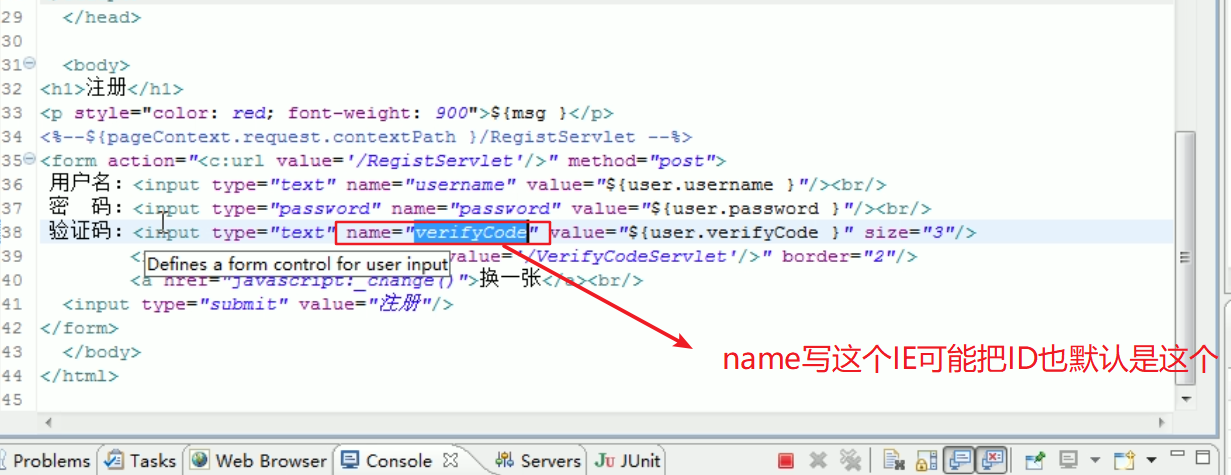 29 </head>
30
31 <body>
32 <h1>注册</h1>
33 <p style="color: red; font-weight: 900">${msg }</p>
34 <%--${pageContext.request.contextPath }/RegistServlet --%>
35 <form action="<c:url value='/RegistServlet'/>" method="post">
36 用户名：<input type="text" name="username" value="${user.username }"/><br/>
37 密 码：<input type="password" name="password" value="${user.password }"/><br/>
38 验证码：<input type="text" name="verifyCode" value="${user.verifyCode }" size="3"/>
39 value='/VerifyCodeServlet'/>" border="2"/>
Defines a form control for user input
40 <a href="javascript:_change()">换一张</a><br/>
41 <input type="submit" value="注册"/>
42 </form>
43 </body>
44 </html>
45
name写这个IE可能把ID也默认是这个
Problems Tasks Web Browser Console Servers JUnit